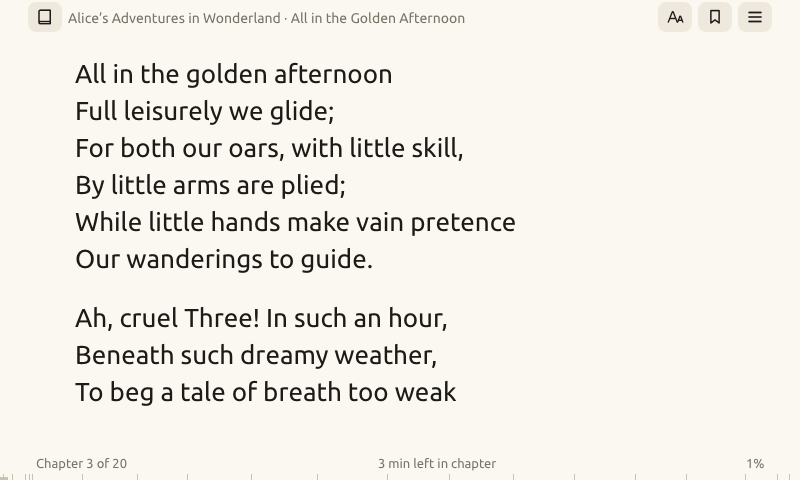 Alice's Adventures in Wonderland · All in the Golden Afternoon
AA
All in the golden afternoon
Full leisurely we glide;
For both our oars, with little skill,
By little arms are plied;
While little hands make vain pretence
Our wanderings to guide.
Ah, cruel Three! In such an hour,
Beneath such dreamy weather,
To beg a tale of breath too weak
Chapter 3 of 20
3 min left in chapter
1%